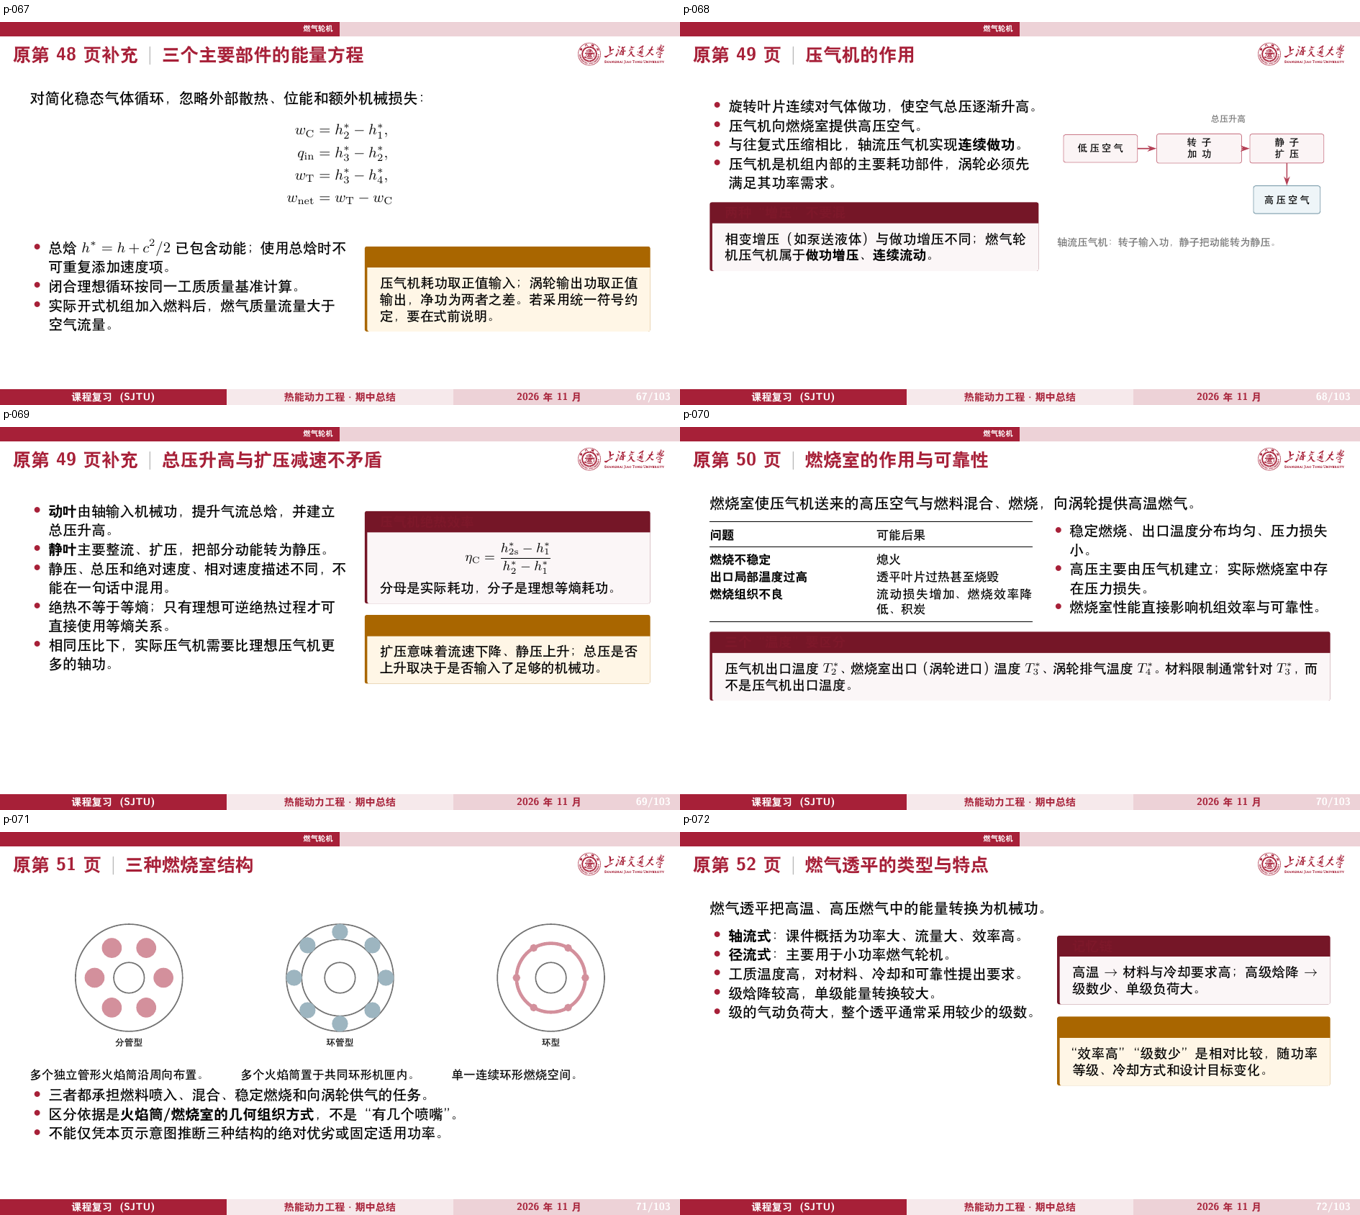 p-067
燃气轮机
原第 48 页补充 | 三个主要部件的能量方程
上海交通大学
SHANGHAI JIAO TONG UNIVERSITY
对简化稳态气体循环，忽略外部散热、位能和额外机械损失：
w_C = h_2^* − h_1^*,
q_in = h_3^* − h_2^*,
w_T = h_3^* − h_4^*,
w_net = w_T − w_C
• 总焓 h^* = h + c^2/2 已包含动能；使用总焓时不
可重复添加速度项。
• 闭合理想循环按同一工质质量基准计算。
• 实际开式机组加入燃料后，燃气质量流量大于
空气流量。
压气机耗功取正值输入；涡轮输出功取正值
输出，净功为两者之差。若采用统一符号约
定，要在式前说明。
课程复习 (SJTU)
热能动力工程 · 期中总结
2026 年 11 月
67/103
p-068
燃气轮机
原第 49 页 | 压气机的作用
上海交通大学
SHANGHAI JIAO TONG UNIVERSITY
• 旋转叶片连续对气体做功，使空气总压逐渐升高。
• 压气机向燃烧室提供高压空气。
• 与往复式压缩相比，轴流压气机实现连续做功。
• 压气机是机组内部的主要耗功部件，涡轮必须先
满足其功率需求。
相变增压（如泵送液体）与做功增压不同；燃气轮
机压气机属于做功增压、连续流动。
总压升高
低压空气
转子
加功
静子
扩压
高压空气
轴流压气机：转子输入功，静子把动能转为静压。
课程复习 (SJTU)
热能动力工程 · 期中总结
2026 年 11 月
68/103
p-069
燃气轮机
原第 49 页补充 | 总压升高与扩压减速不矛盾
上海交通大学
SHANGHAI JIAO TONG UNIVERSITY
• 动叶由轴输入机械功，提升气流总焓，并建立
总压升高。
• 静叶主要整流、扩压，把部分动能转为静压。
• 静压、总压和绝对速度、相对速度描述不同，不
能在一句话中混用。
• 绝热不等于等熵；只有理想可逆绝热过程才可
直接使用等熵关系。
• 相同压比下，实际压气机需要比理想压气机更
多的轴功。
η_C = (h_2s^* − h_1^*) / (h_2^* − h_1^*)
分母是实际耗功，分子是理想等熵耗功。
扩压意味着流速下降、静压上升；总压是否
上升取决于是否输入了足够的机械功。
课程复习 (SJTU)
热能动力工程 · 期中总结
2026 年 11 月
69/103
p-070
燃气轮机
原第 50 页 | 燃烧室的作用与可靠性
上海交通大学
SHANGHAI JIAO TONG UNIVERSITY
燃烧室使压气机送来的高压空气与燃料混合、燃烧，向涡轮提供高温燃气。
问题 可能后果
燃烧不稳定 熄火
出口局部温度过高 透平叶片过热甚至烧毁
燃烧组织不良 流动损失增加、燃烧效率降
低、积炭
• 稳定燃烧、出口温度分布均匀、压力损失
小。
• 高压主要由压气机建立；实际燃烧室中存
在压力损失。
• 燃烧室性能直接影响机组效率与可靠性。
压气机出口温度 T_2^*、燃烧室出口（涡轮进口）温度 T_3^*、涡轮排气温度 T_4^*。材料限制通常针对 T_3^*，而
不是压气机出口温度。
课程复习 (SJTU)
热能动力工程 · 期中总结
2026 年 11 月
70/103
p-071
燃气轮机
原第 51 页 | 三种燃烧室结构
上海交通大学
SHANGHAI JIAO TONG UNIVERSITY
分管型
环管型
环型
多个独立管形火焰筒沿周向布置。
多个火焰筒置于共同环形机匣内。
单一连续环形燃烧空间。
• 三者都承担燃料喷入、混合、稳定燃烧和向涡轮供气的任务。
• 区分依据是火焰筒/燃烧室的几何组织方式，不是“有几个喷嘴”。
• 不能仅凭本页示意图推断三种结构的绝对优劣或固定适用功率。
课程复习 (SJTU)
热能动力工程 · 期中总结
2026 年 11 月
71/103
p-072
燃气轮机
原第 52 页 | 燃气透平的类型与特点
上海交通大学
SHANGHAI JIAO TONG UNIVERSITY
燃气透平把高温、高压燃气中的能量转换为机械功。
• 轴流式：课件概括为功率大、流量大、效率高。
• 径流式：主要用于小功率燃气轮机。
• 工质温度高，对材料、冷却和可靠性提出要求。
• 级焓降较高，单级能量转换较大。
• 级的气动负荷大，整个透平通常采用较少的级数。
高温 → 材料与冷却要求高；高级焓降 →
级数少、单级负荷大。
“效率高”“级数少”是相对比较，随功率
等级、冷却方式和设计目标变化。
课程复习 (SJTU)
热能动力工程 · 期中总结
2026 年 11 月
72/103